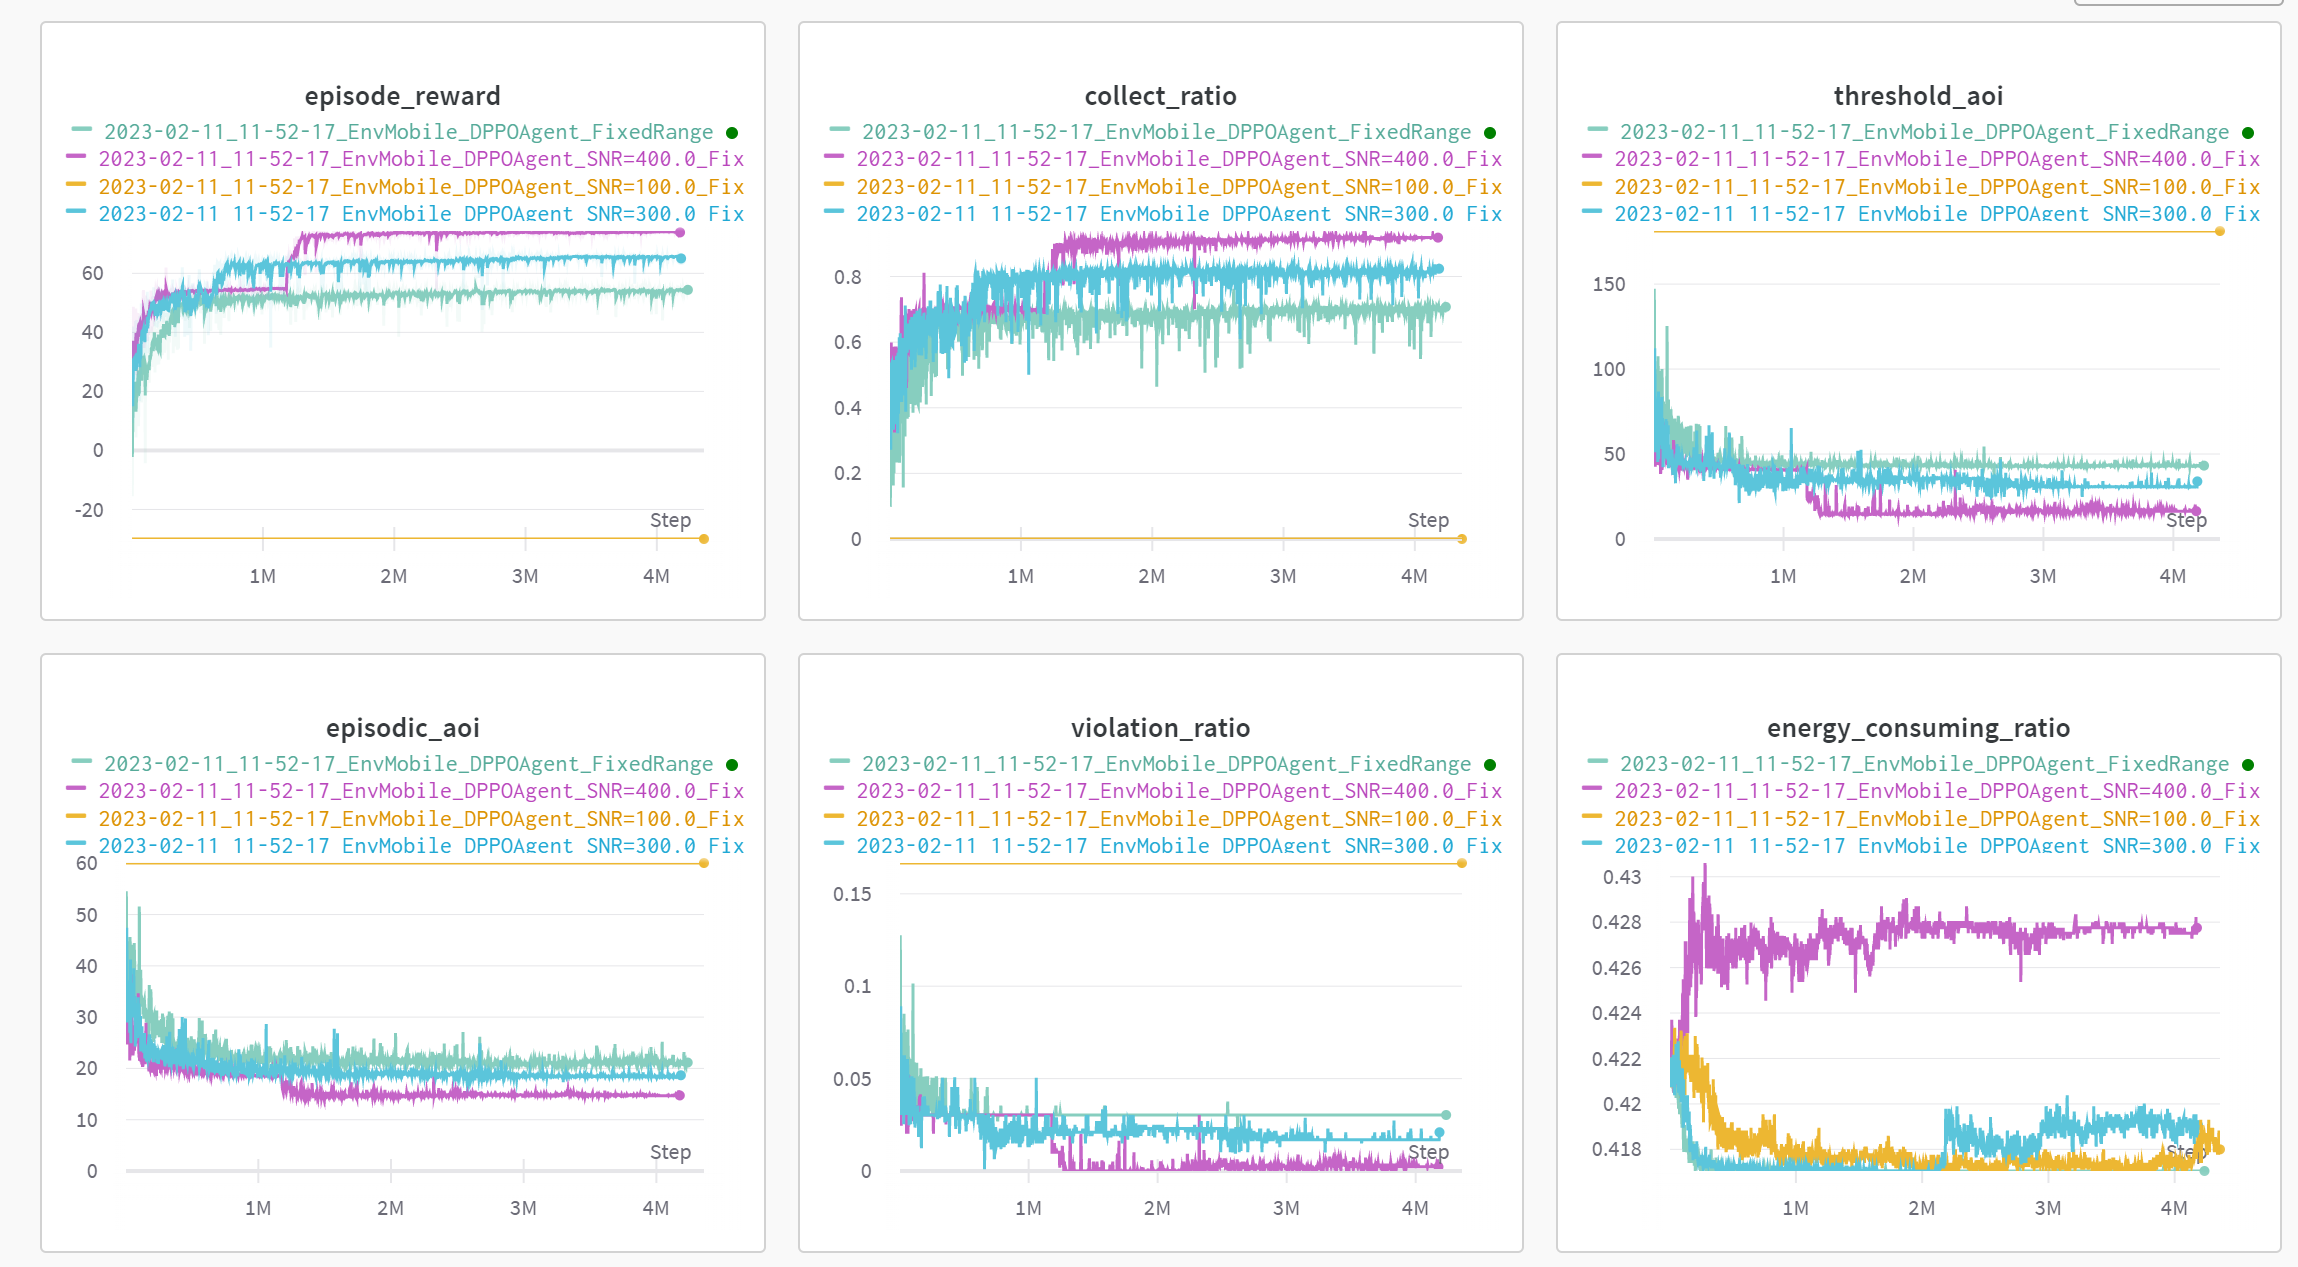 episode_reward
2023-02-11_11-52-17_EnvMobile_DPPOAgent_FixedRange
2023-02-11_11-52-17_EnvMobile_DPPOAgent_SNR=400.0_Fix
2023-02-11_11-52-17_EnvMobile_DPPOAgent_SNR=100.0_Fix
2023-02-11 11-52-17 EnvMobile DPPOAgent SNR=300.0 Fix
60
40
20
0
-20
Step
1M 2M 3M 4M
collect_ratio
2023-02-11_11-52-17_EnvMobile_DPPOAgent_FixedRange
2023-02-11_11-52-17_EnvMobile_DPPOAgent_SNR=400.0_Fix
2023-02-11_11-52-17_EnvMobile_DPPOAgent_SNR=100.0_Fix
2023-02-11 11-52-17 EnvMobile DPPOAgent SNR=300.0 Fix
0.8
0.6
0.4
0.2
0
Step
1M 2M 3M 4M
threshold_aoi
2023-02-11_11-52-17_EnvMobile_DPPOAgent_FixedRange
2023-02-11_11-52-17_EnvMobile_DPPOAgent_SNR=400.0_Fix
2023-02-11_11-52-17_EnvMobile_DPPOAgent_SNR=100.0_Fix
2023-02-11 11-52-17 EnvMobile DPPOAgent SNR=300.0 Fix
150
100
50
0
Step
1M 2M 3M 4M
episodic_aoi
2023-02-11_11-52-17_EnvMobile_DPPOAgent_FixedRange
2023-02-11_11-52-17_EnvMobile_DPPOAgent_SNR=400.0_Fix
2023-02-11_11-52-17_EnvMobile_DPPOAgent_SNR=100.0_Fix
2023-02-11 11-52-17 EnvMobile DPPOAgent SNR=300.0 Fix
60
50
40
30
20
10
0
Step
1M 2M 3M 4M
violation_ratio
2023-02-11_11-52-17_EnvMobile_DPPOAgent_FixedRange
2023-02-11_11-52-17_EnvMobile_DPPOAgent_SNR=400.0_Fix
2023-02-11_11-52-17_EnvMobile_DPPOAgent_SNR=100.0_Fix
2023-02-11 11-52-17 EnvMobile DPPOAgent SNR=300.0 Fix
0.15
0.1
0.05
0
Step
1M 2M 3M 4M
energy_consuming_ratio
2023-02-11_11-52-17_EnvMobile_DPPOAgent_FixedRange
2023-02-11_11-52-17_EnvMobile_DPPOAgent_SNR=400.0_Fix
2023-02-11_11-52-17_EnvMobile_DPPOAgent_SNR=100.0_Fix
2023-02-11 11-52-17 EnvMobile DPPOAgent SNR=300.0 Fix
0.43
0.428
0.426
0.424
0.422
0.42
0.418
Step
1M 2M 3M 4M